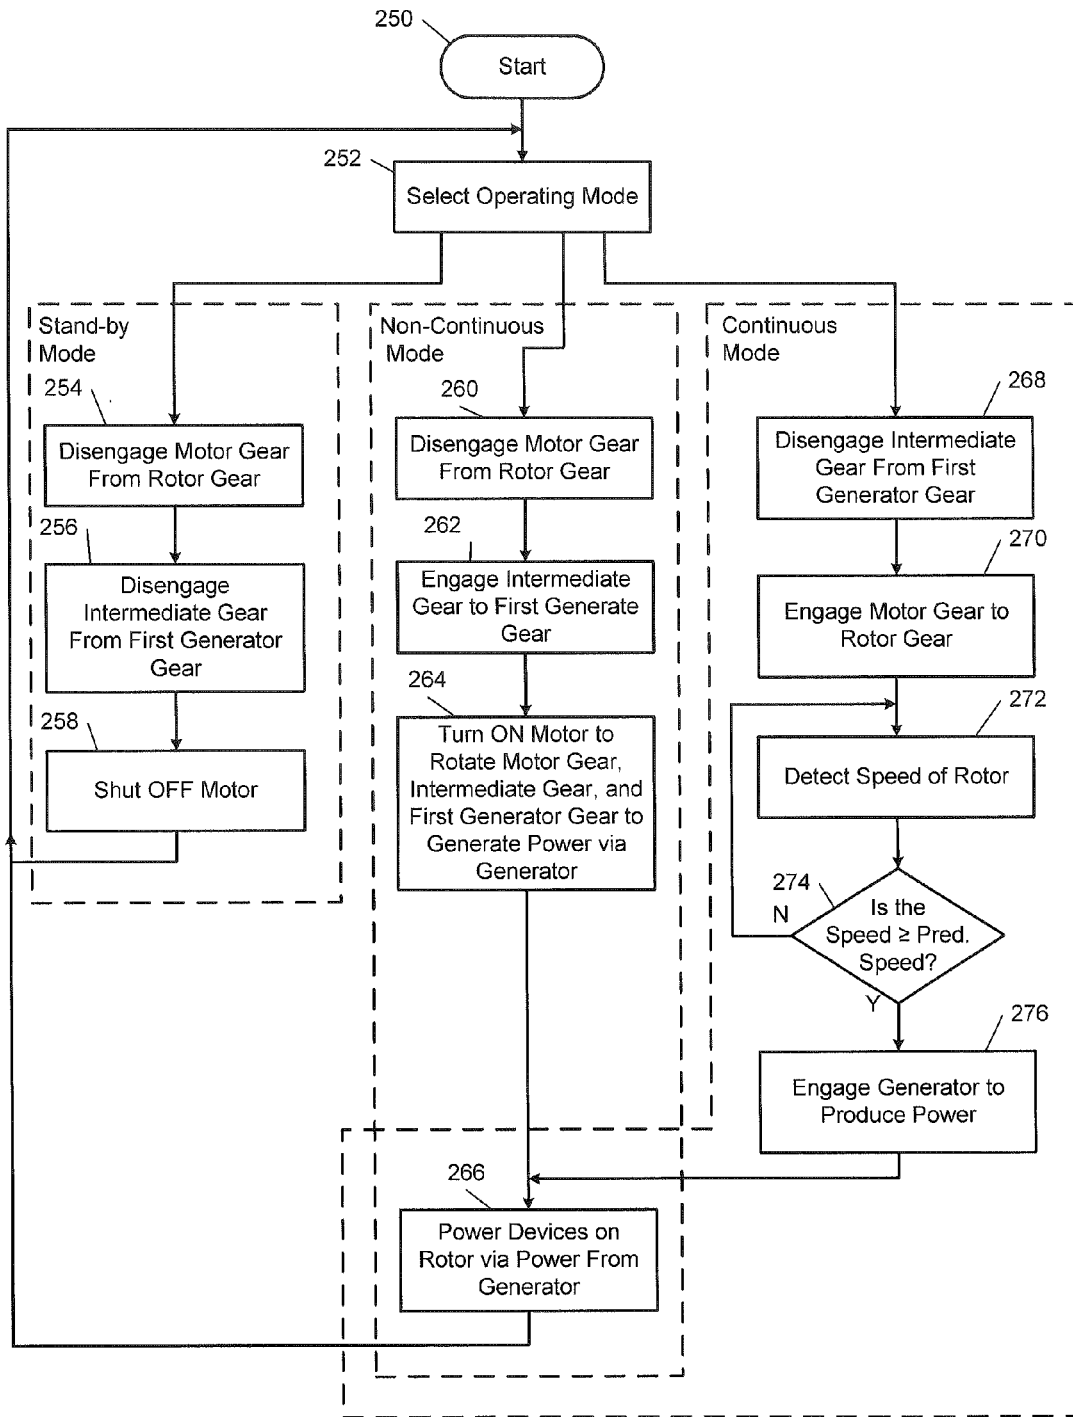 250
Start
252
Select Operating Mode
Stand-by
Mode
254
Disengage Motor Gear
From Rotor Gear
256
Disengage
Intermediate Gear
From First Generator
Gear
258
Shut OFF Motor
Non-Continuous
Mode
260
Disengage Motor Gear
From Rotor Gear
262
Engage Intermediate
Gear to First Generate
Gear
264
Turn ON Motor to
Rotate Motor Gear,
Intermediate Gear, and
First Generator Gear to
Generate Power via
Generator
266
Power Devices on
Rotor via Power From
Generator
Continuous
Mode
268
Disengage Intermediate
Gear From First
Generator Gear
270
Engage Motor Gear to
Rotor Gear
272
Detect Speed of Rotor
274
N
Is the
Speed ≥ Pred.
Speed?
Y
276
Engage Generator to
Produce Power